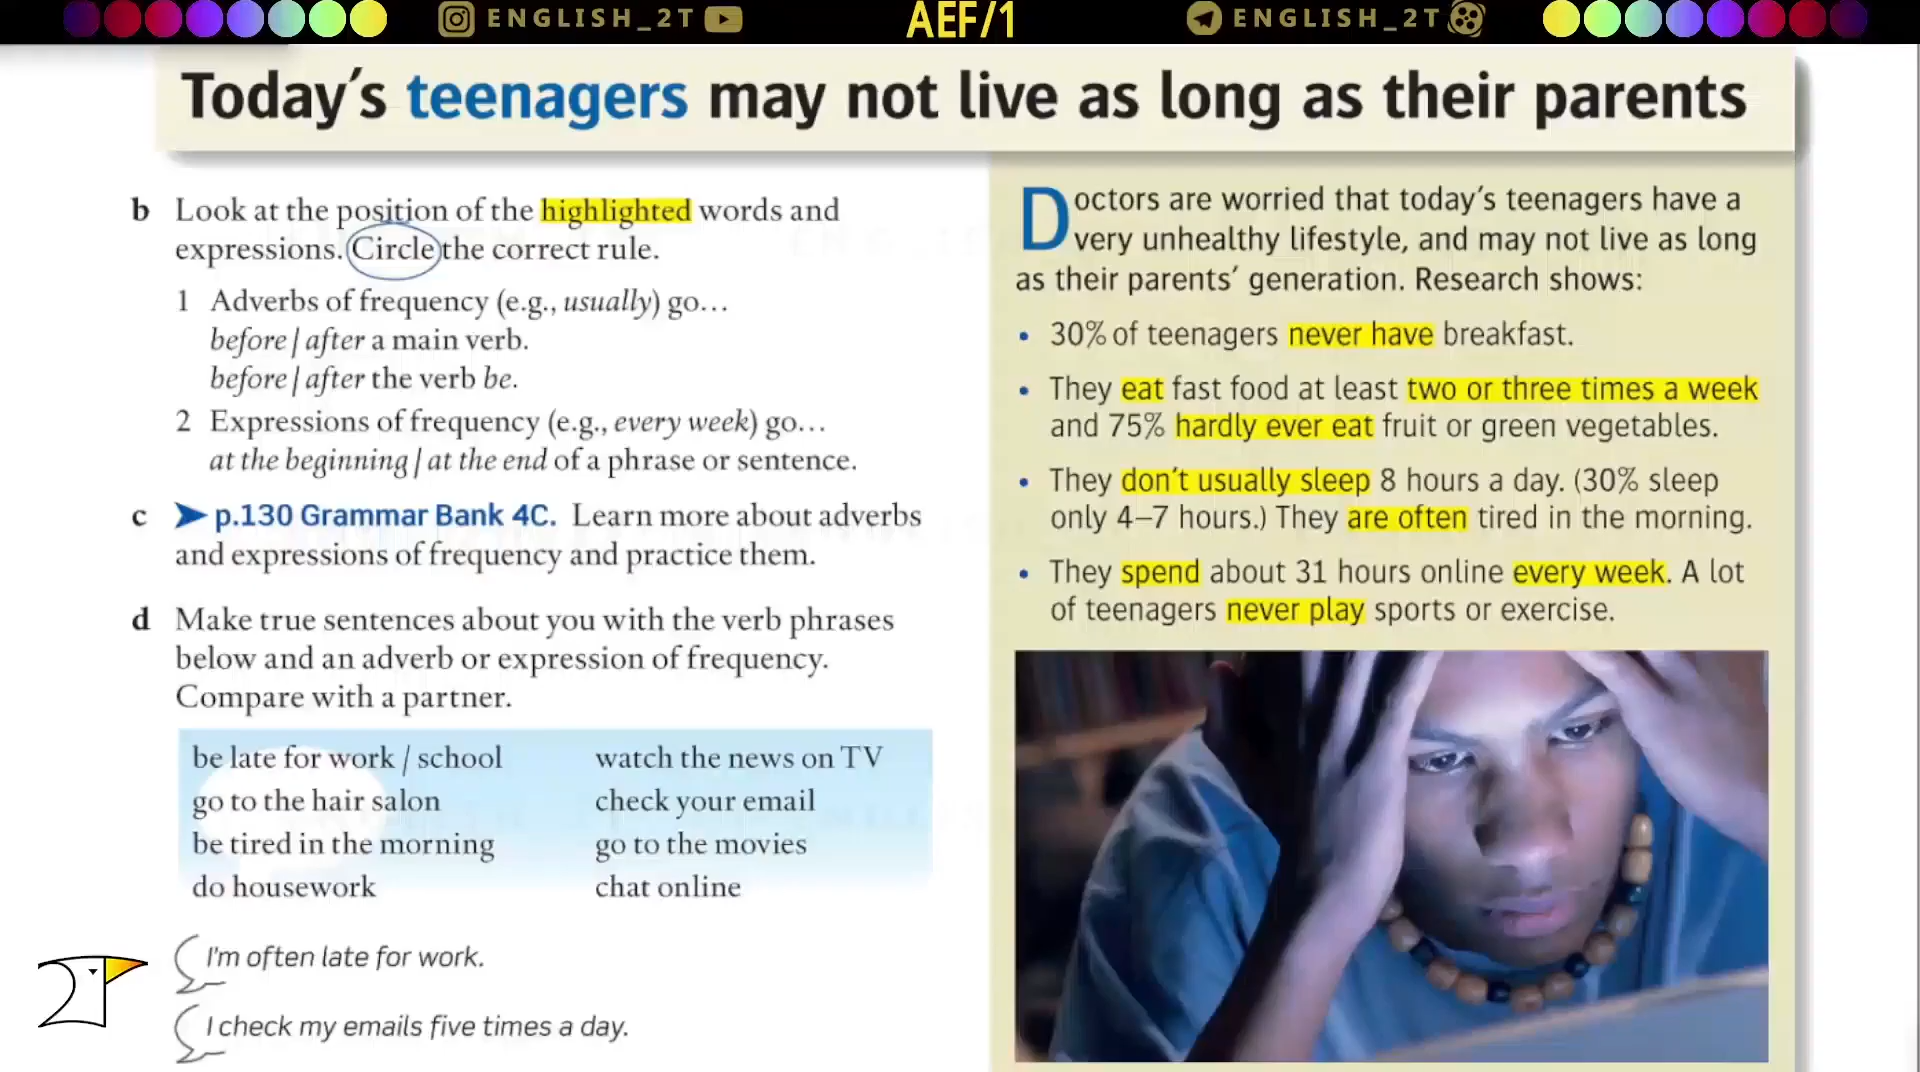 ENGLISH_2T
AEF/1
ENGLISH_2T
Today's teenagers may not live as long as their parents
b Look at the position of the highlighted words and
expressions. Circle the correct rule.
1 Adverbs of frequency (e.g., usually) go…
before / after a main verb.
before / after the verb be.
2 Expressions of frequency (e.g., every week) go…
at the beginning / at the end of a phrase or sentence.
c ➤ p.130 Grammar Bank 4C. Learn more about adverbs
and expressions of frequency and practice them.
d Make true sentences about you with the verb phrases
below and an adverb or expression of frequency.
Compare with a partner.
be late for work / school
go to the hair salon
be tired in the morning
do housework
watch the news on TV
check your email
go to the movies
chat online
I'm often late for work.
I check my emails five times a day.
Doctors are worried that today's teenagers have a
very unhealthy lifestyle, and may not live as long
as their parents' generation. Research shows:
• 30% of teenagers never have breakfast.
• They eat fast food at least two or three times a week
and 75% hardly ever eat fruit or green vegetables.
• They don't usually sleep 8 hours a day. (30% sleep
only 4–7 hours.) They are often tired in the morning.
• They spend about 31 hours online every week. A lot
of teenagers never play sports or exercise.